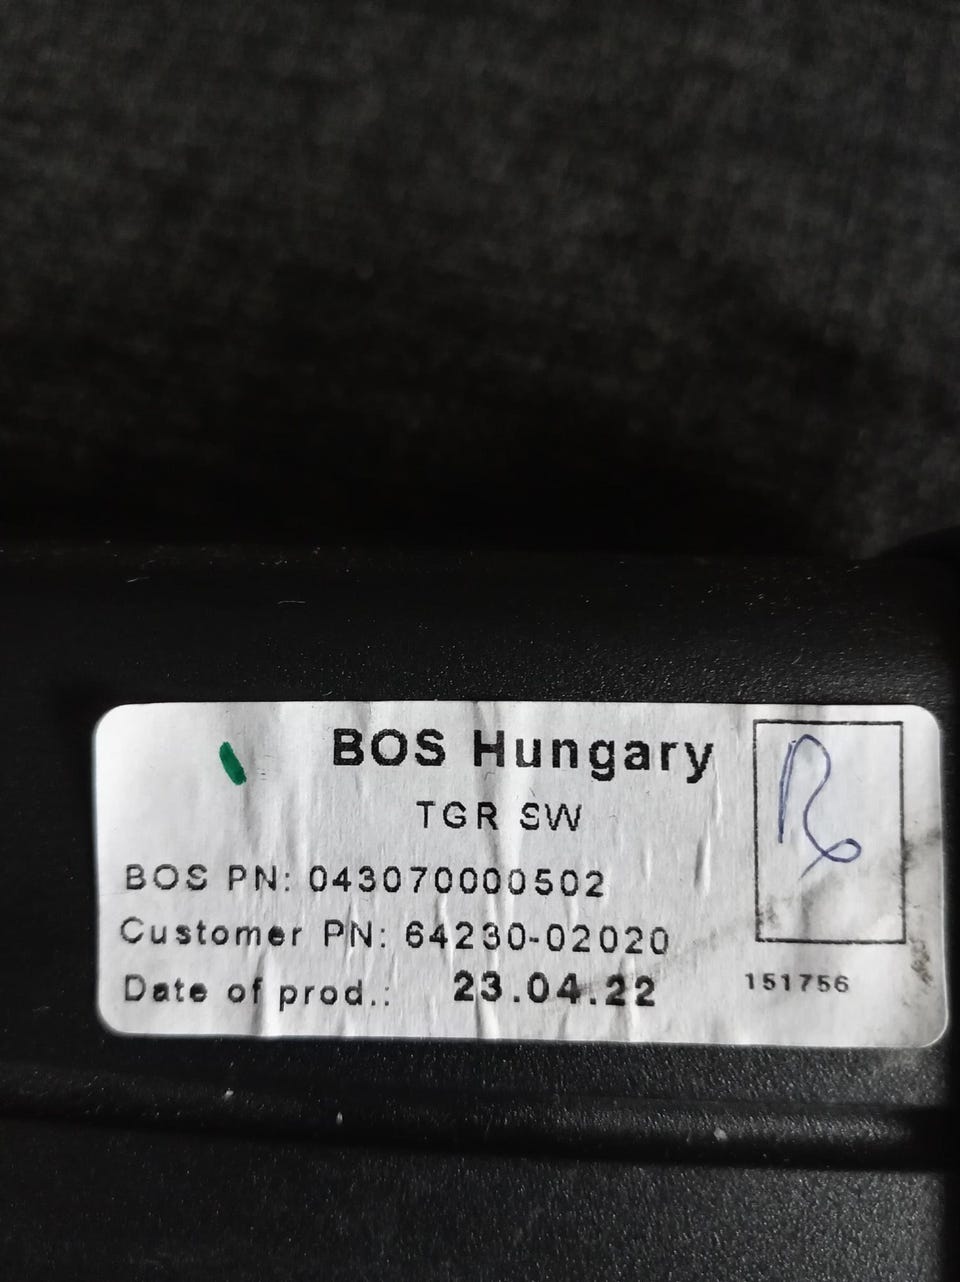 BOS Hungary
TGR SW
BOS PN: 043070000502
Customer PN: 64230-02020
Date of prod.: 23.04.22
151756